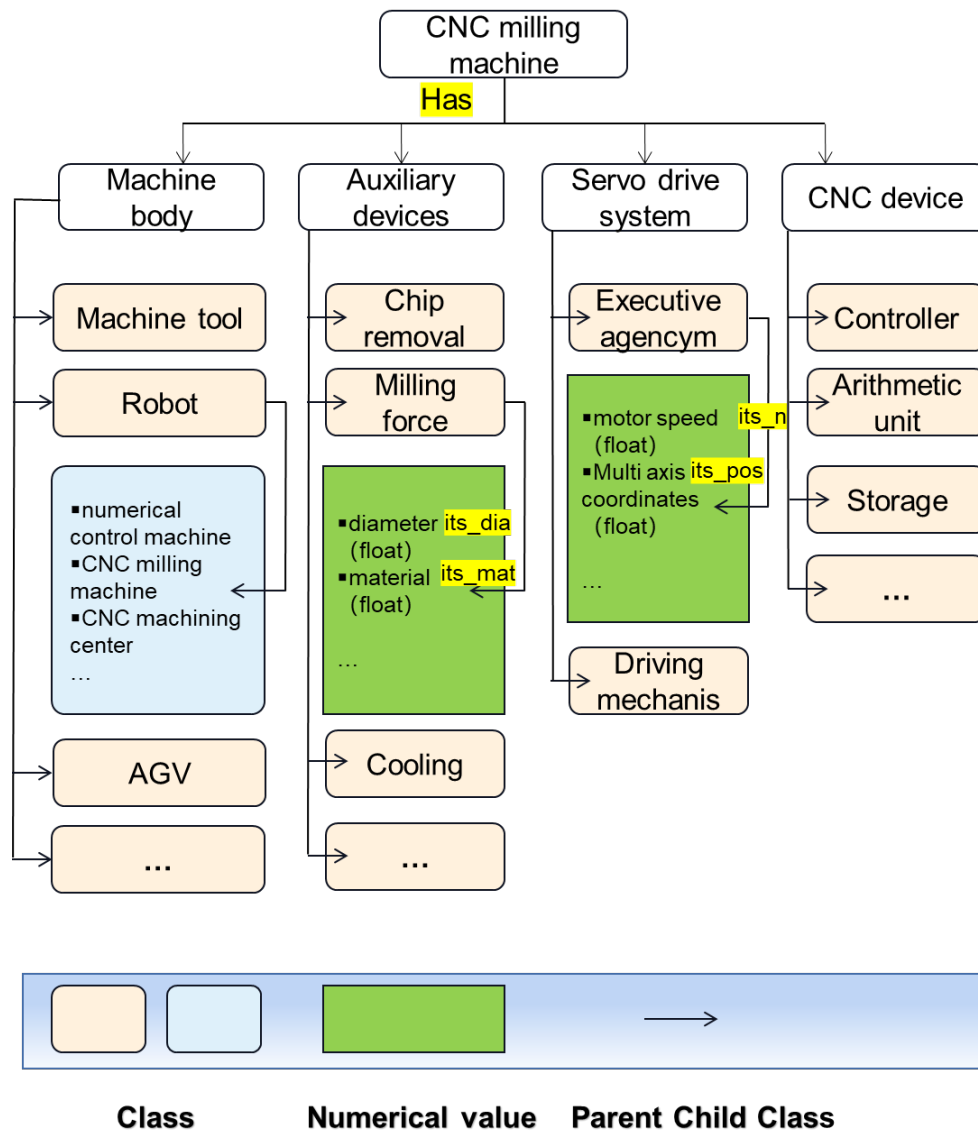 CNC milling
machine
Has
Machine
body
Auxiliary
devices
Servo drive
system
CNC device
Machine tool
Robot
▪numerical
control machine
▪CNC milling
machine
▪CNC machining
center
...
AGV
...
Chip
removal
Milling
force
▪diameter its_dia
(float)
▪material its_mat
(float)
...
Cooling
...
Executive
agencym
▪motor speed its_n
(float)
▪Multi axis its_pos
coordinates
(float)
...
Driving
mechanis
Controller
Arithmetic
unit
Storage
...
Class
Numerical value
Parent Child Class